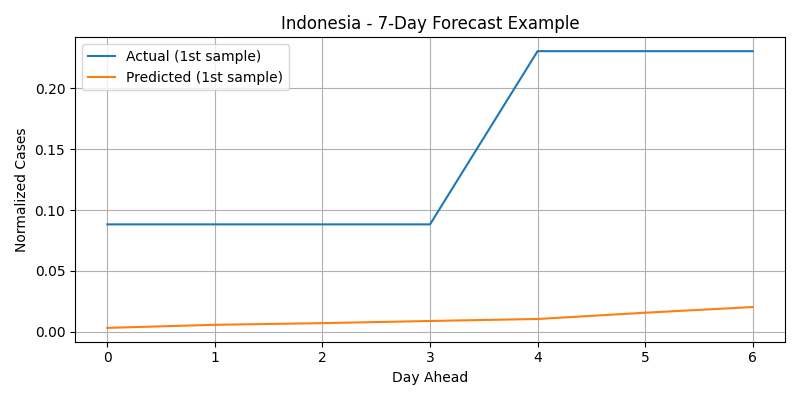 Indonesia - 7-Day Forecast Example
Actual (1st sample)
Predicted (1st sample)
Normalized Cases
0.20
0.15
0.10
0.05
0.00
0 1 2 3 4 5 6
Day Ahead